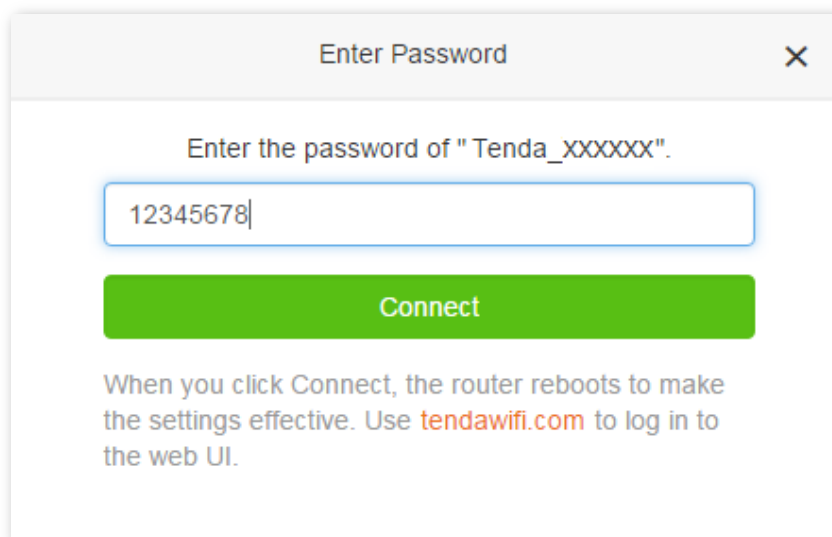 Enter Password
Enter the password of " Tenda_XXXXXX".
12345678
Connect
When you click Connect, the router reboots to make
the settings effective. Use tendawifi.com to log in to
the web UI.